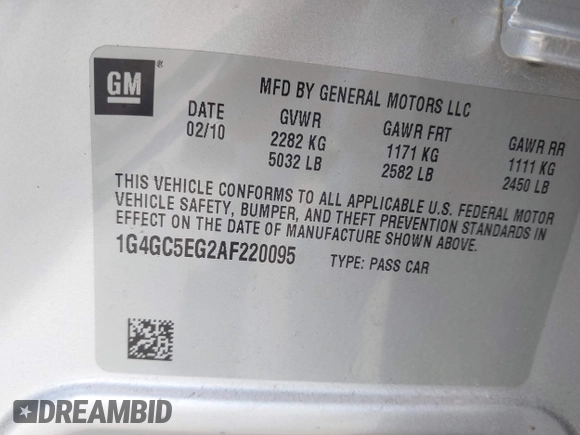 GM ®
MFD BY GENERAL MOTORS LLC
DATE GVWR GAWR FRT GAWR RR
02/10 2282 KG 1171 KG 1111 KG
5032 LB 2582 LB 2450 LB
THIS VEHICLE CONFORMS TO ALL APPLICABLE U.S. FEDERAL MOTOR
VEHICLE SAFETY, BUMPER, AND THEFT PREVENTION STANDARDS IN
EFFECT ON THE DATE OF MANUFACTURE SHOWN ABOVE.
1G4GC5EG2AF220095 TYPE: PASS CAR
DREAMBID